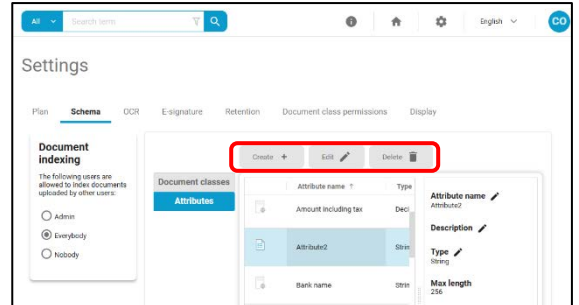 All
Search term
English
CO
Settings
Plan Schema OCR E-signature Retention Document class permissions Display
Document
indexing
The following users are
allowed to index documents
uploaded by other users:
Admin
Everybody
Nobody
Document classes
Attributes
Create + Edit Delete
Attribute name ↑ Type
Amount including tax Deci
Attribute2 Strin
Bank name Strin
Attribute name
Attribute2
Description
Type
String
Max length
256